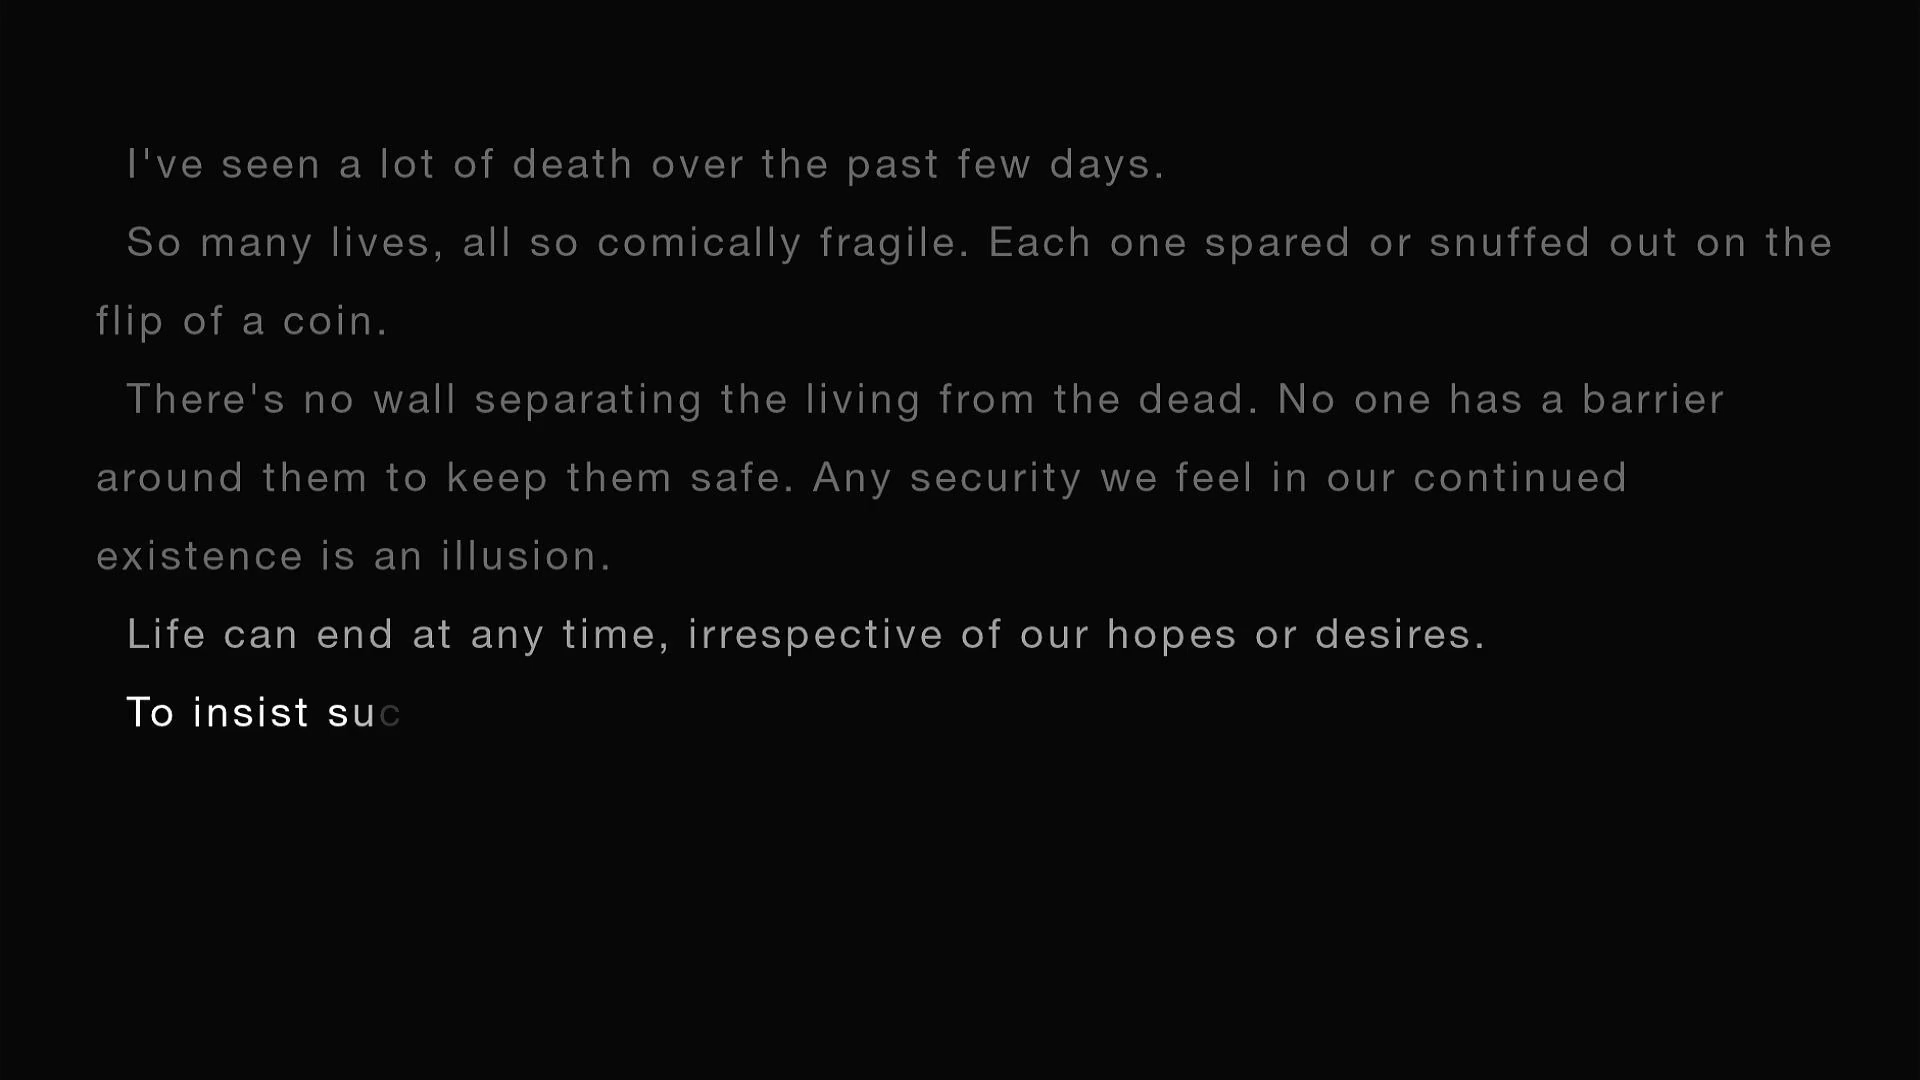 I've seen a lot of death over the past few days.
So many lives, all so comically fragile. Each one spared or snuffed out on the
flip of a coin.
There's no wall separating the living from the dead. No one has a barrier
around them to keep them safe. Any security we feel in our continued
existence is an illusion.
Life can end at any time, irrespective of our hopes or desires.
To insist suc